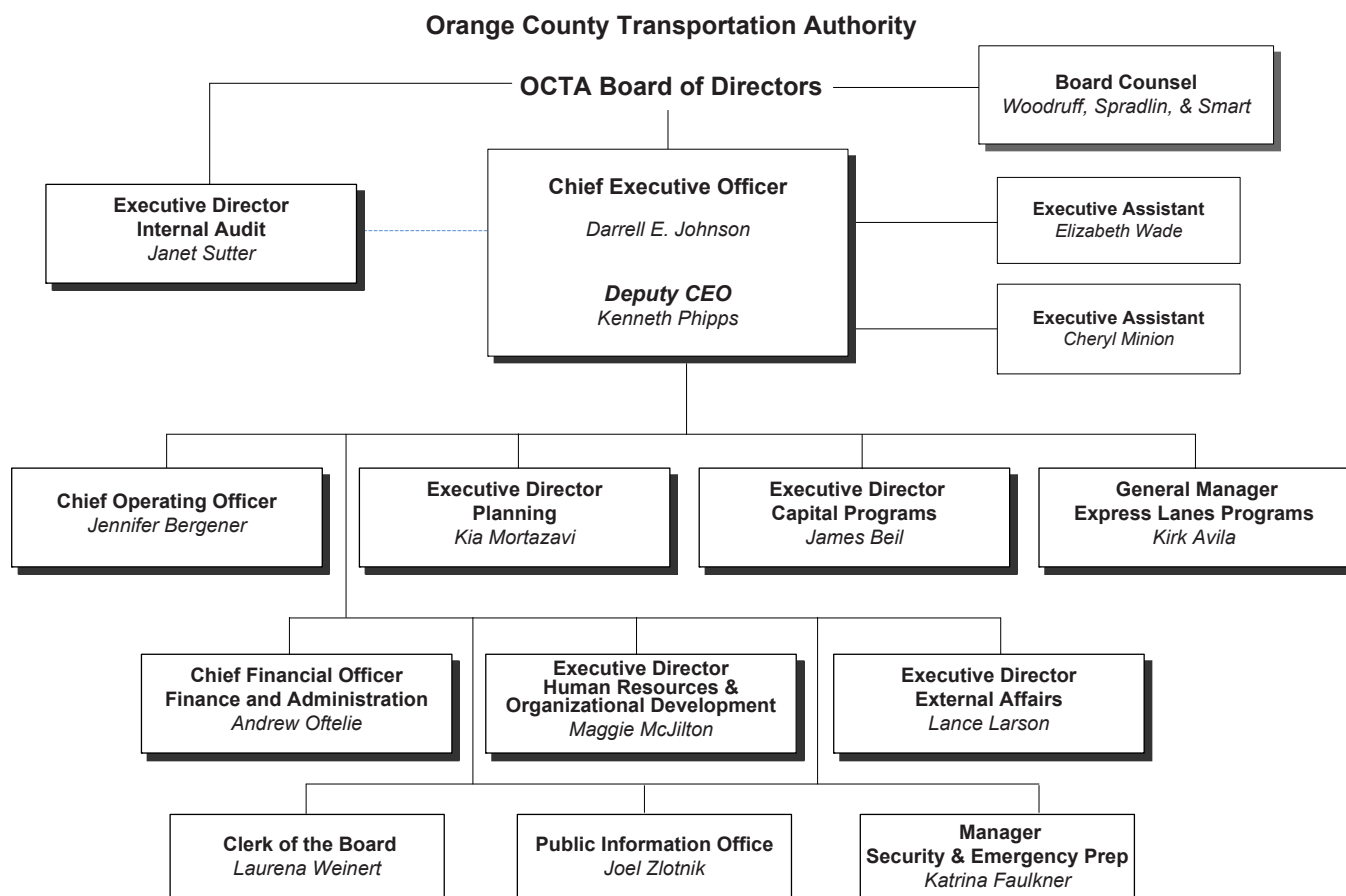 Orange County Transportation Authority
OCTA Board of Directors
Board Counsel
Woodruff, Spradlin, & Smart
Executive Director
Internal Audit
Janet Sutter
Chief Executive Officer
Darrell E. Johnson
Deputy CEO
Kenneth Phipps
Executive Assistant
Elizabeth Wade
Executive Assistant
Cheryl Minion
Chief Operating Officer
Jennifer Bergener
Executive Director
Planning
Kia Mortazavi
Executive Director
Capital Programs
James Beil
General Manager
Express Lanes Programs
Kirk Avila
Chief Financial Officer
Finance and Administration
Andrew Oftelie
Executive Director
Human Resources &
Organizational Development
Maggie McJilton
Executive Director
External Affairs
Lance Larson
Clerk of the Board
Laurena Weinert
Public Information Office
Joel Zlotnik
Manager
Security & Emergency Prep
Katrina Faulkner